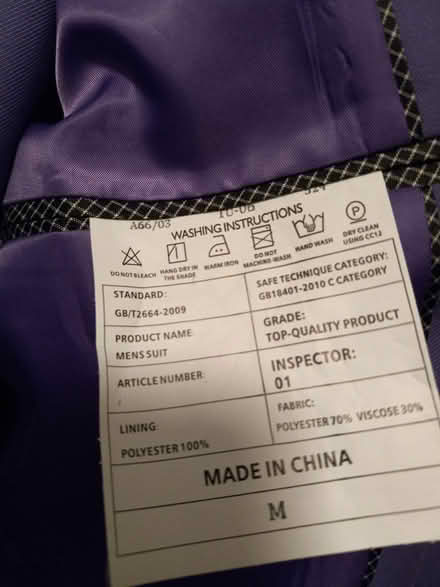 A66/03
WASHING INSTRUCTIONS
DO NOT BLEACH
HANG DRY IN THE SHADE
WARM IRON
DO NOT MACHINE-WASH
HAND WASH
P
DRY CLEAN USING CC12
STANDARD:
GB/T2664-2009
SAFE TECHNIQUE CATEGORY:
GB18401-2010 C CATEGORY
PRODUCT NAME:
MENS SUIT
GRADE:
TOP-QUALITY PRODUCT
ARTICLE NUMBER:
INSPECTOR:
01
LINING:
POLYESTER 100%
FABRIC:
POLYESTER 70% VISCOSE 30%
MADE IN CHINA
M